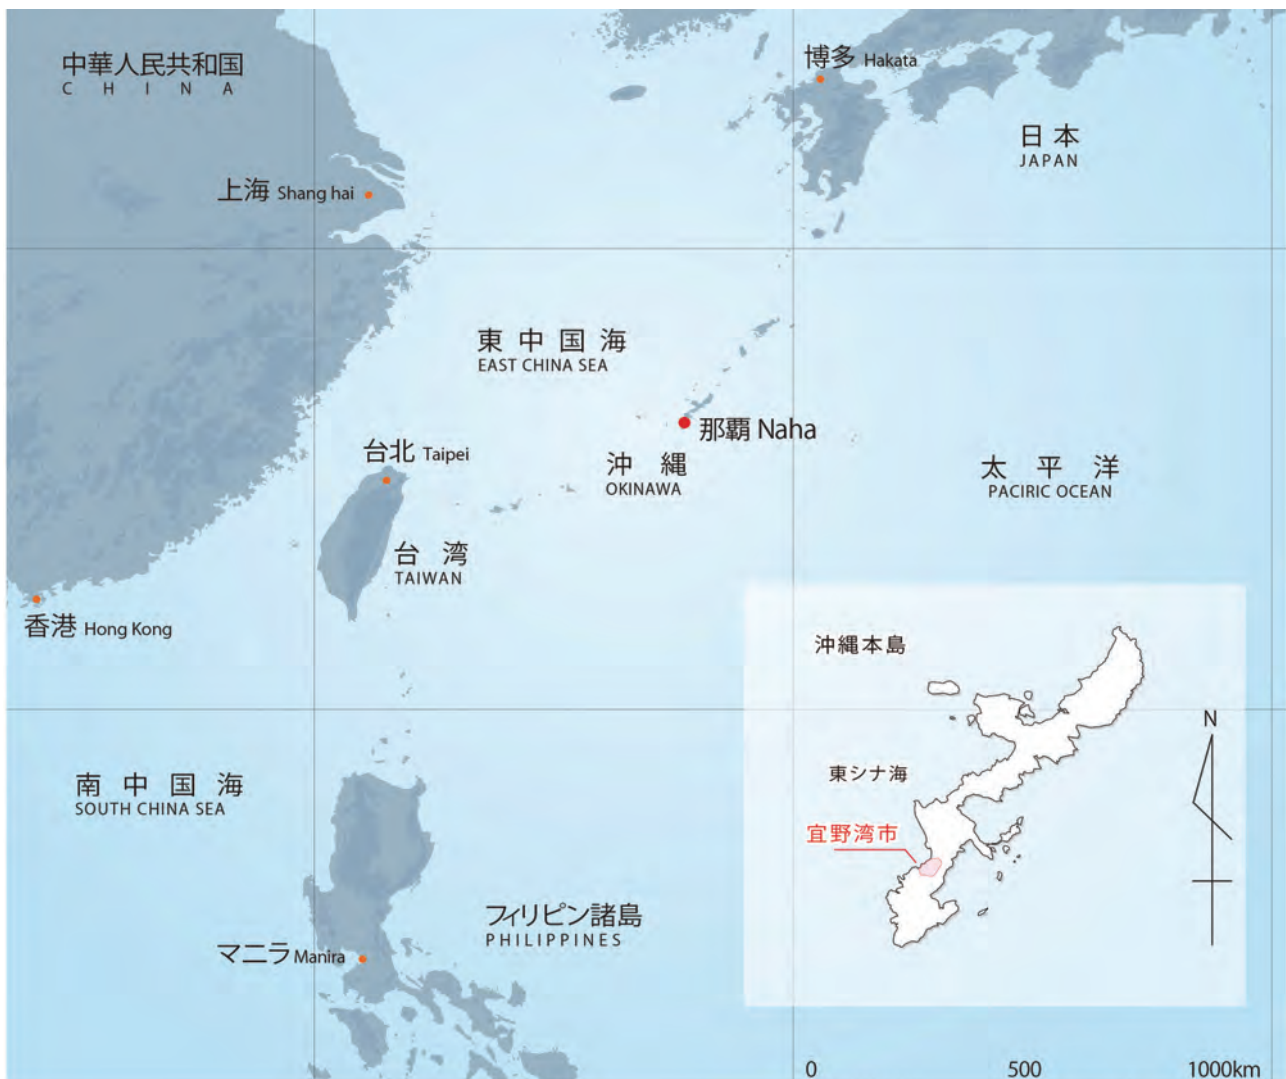 中華人民共和国
CHINA
博多 Hakata
日本
JAPAN
上海 Shang hai
東中国海
EAST CHINA SEA
那覇 Naha
台北 Taipei
沖縄
OKINAWA
太平洋
PACIRIC OCEAN
台湾
TAIWAN
香港 Hong Kong
沖縄本島
N
南中国海
SOUTH CHINA SEA
東シナ海
宜野湾市
フィリピン諸島
PHILIPPINES
マニラ Manira
0 500 1000km